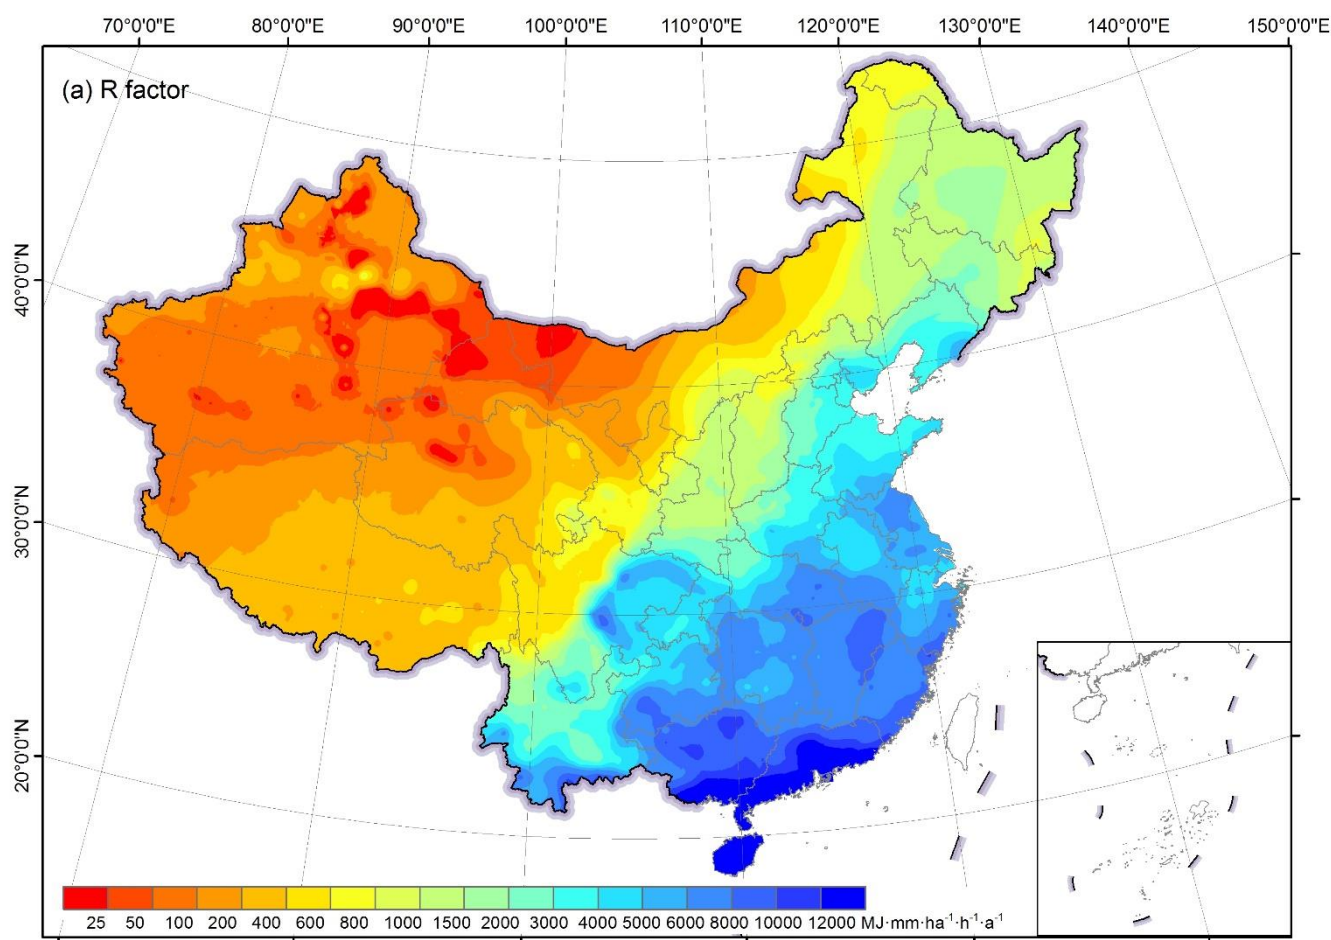 70°0'0"E 80°0'0"E 90°0'0"E 100°0'0"E 110°0'0"E 120°0'0"E 130°0'0"E 140°0'0"E 150°0'0"E
(a) R factor
40°0'0"N
30°0'0"N
20°0'0"N
25 50 100 200 400 600 800 1000 1500 2000 3000 4000 5000 6000 8000 10000 12000 MJ·mm·ha⁻¹·h⁻¹·a⁻¹